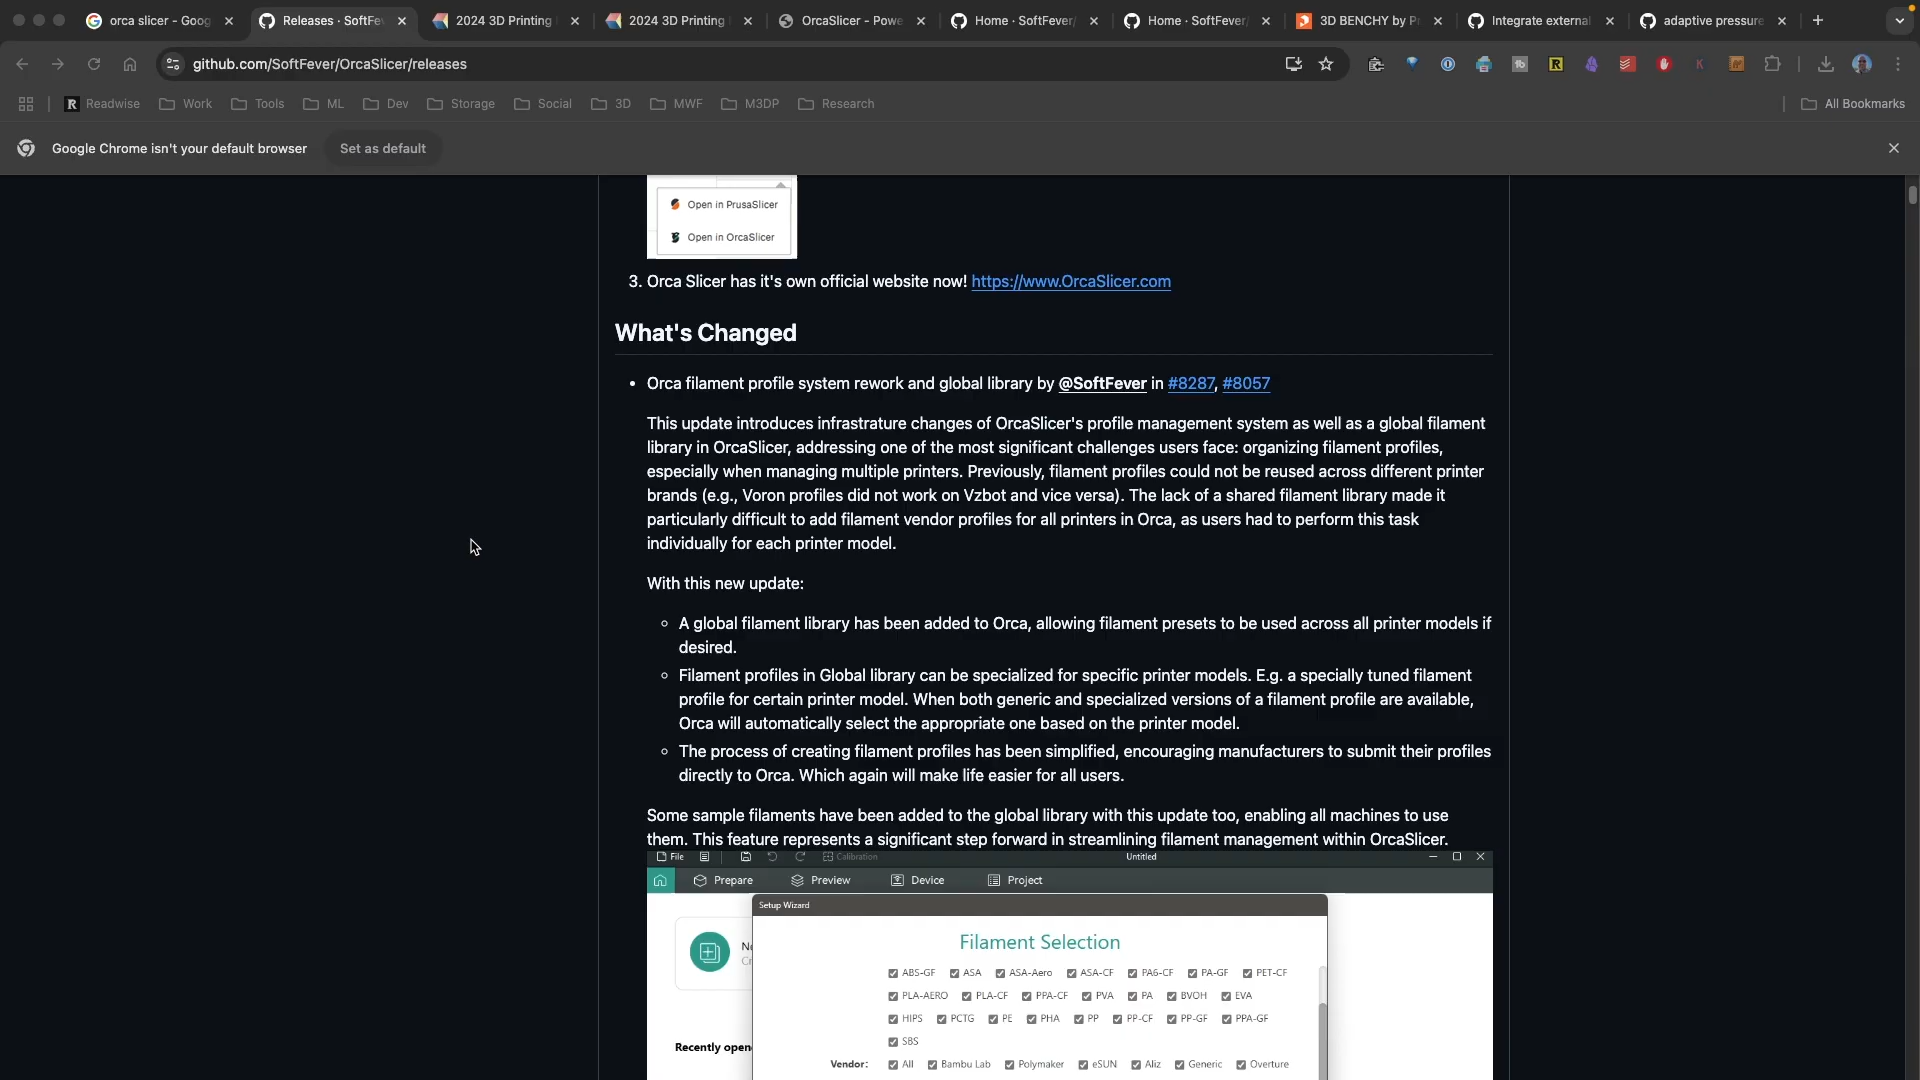 orca slicer - Goog
Releases · SoftFev
2024 3D Printing
2024 3D Printing
OrcaSlicer - Powe
Home · SoftFever/
Home · SoftFever/
3D BENCHY by Pr
Integrate external
adaptive pressure
github.com/SoftFever/OrcaSlicer/releases
Readwise
Work
Tools
ML
Dev
Storage
Social
3D
MWF
M3DP
Research
All Bookmarks
Google Chrome isn't your default browser
Set as default
Open in PrusaSlicer
Open in OrcaSlicer
3. Orca Slicer has it's own official website now! https://www.OrcaSlicer.com
What's Changed
• Orca filament profile system rework and global library by @SoftFever in #8287, #8057
This update introduces infrastrature changes of OrcaSlicer's profile management system as well as a global filament
library in OrcaSlicer, addressing one of the most significant challenges users face: organizing filament profiles,
especially when managing multiple printers. Previously, filament profiles could not be reused across different printer
brands (e.g., Voron profiles did not work on Vzbot and vice versa). The lack of a shared filament library made it
particularly difficult to add filament vendor profiles for all printers in Orca, as users had to perform this task
individually for each printer model.
With this new update:
A global filament library has been added to Orca, allowing filament presets to be used across all printer models if
desired.
Filament profiles in Global library can be specialized for specific printer models. E.g. a specially tuned filament
profile for certain printer model. When both generic and specialized versions of a filament profile are available,
Orca will automatically select the appropriate one based on the printer model.
The process of creating filament profiles has been simplified, encouraging manufacturers to submit their profiles
directly to Orca. Which again will make life easier for all users.
Some sample filaments have been added to the global library with this update too, enabling all machines to use
them. This feature represents a significant step forward in streamlining filament management within OrcaSlicer.
File
Calibration
Untitled
Prepare
Preview
Device
Project
Setup Wizard
Filament Selection
ABS-GF ASA ASA-Aero ASA-CF PA6-CF PA-GF PET-CF
PLA-AERO PLA-CF PPA-CF PVA PA BVOH EVA
HIPS PCTG PE PHA PP PP-CF PP-GF PPA-GF
SBS
Recently open
Vendor: All Bambu Lab Polymaker eSUN Aliz Generic Overture